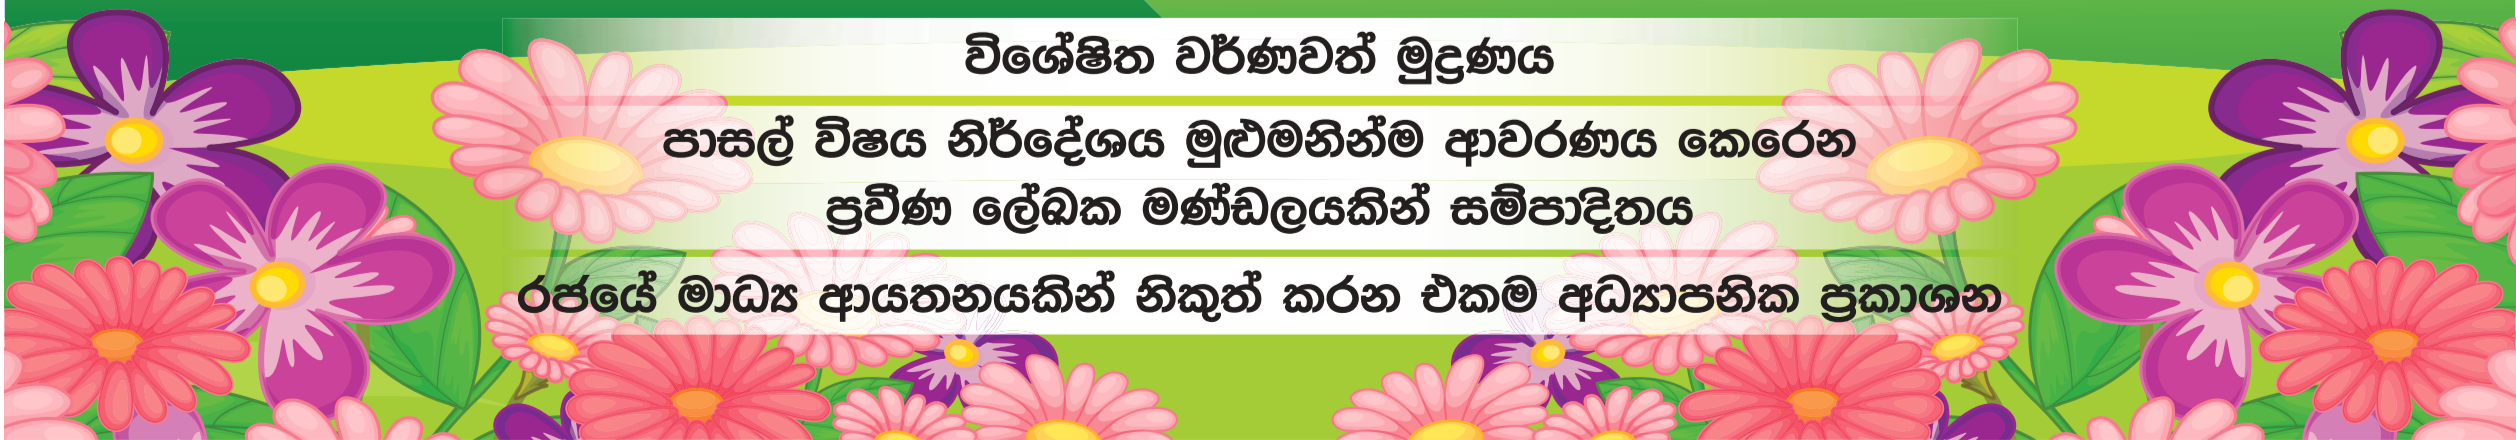 විශේෂිත වර්ණවත් මුද්‍රණය
පාසල් විෂය නිර්දේශය මුළුමනින්ම ආවරණය කෙරෙන
ප්‍රවීණ ලේඛක මණ්ඩලයකින් සම්පාදිතය
රජයේ මාධ්‍ය ආයතනයකින් නිකුත් කරන එකම අධ්‍යාපනික ප්‍රකාශන